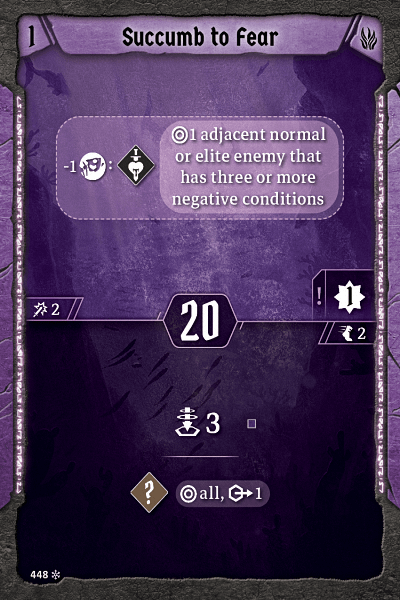 1 Succumb to Fear
1 adjacent normal
-1 : or elite enemy that
has three or more
negative conditions
! 1
2 20
2
3
?  all, 1
448